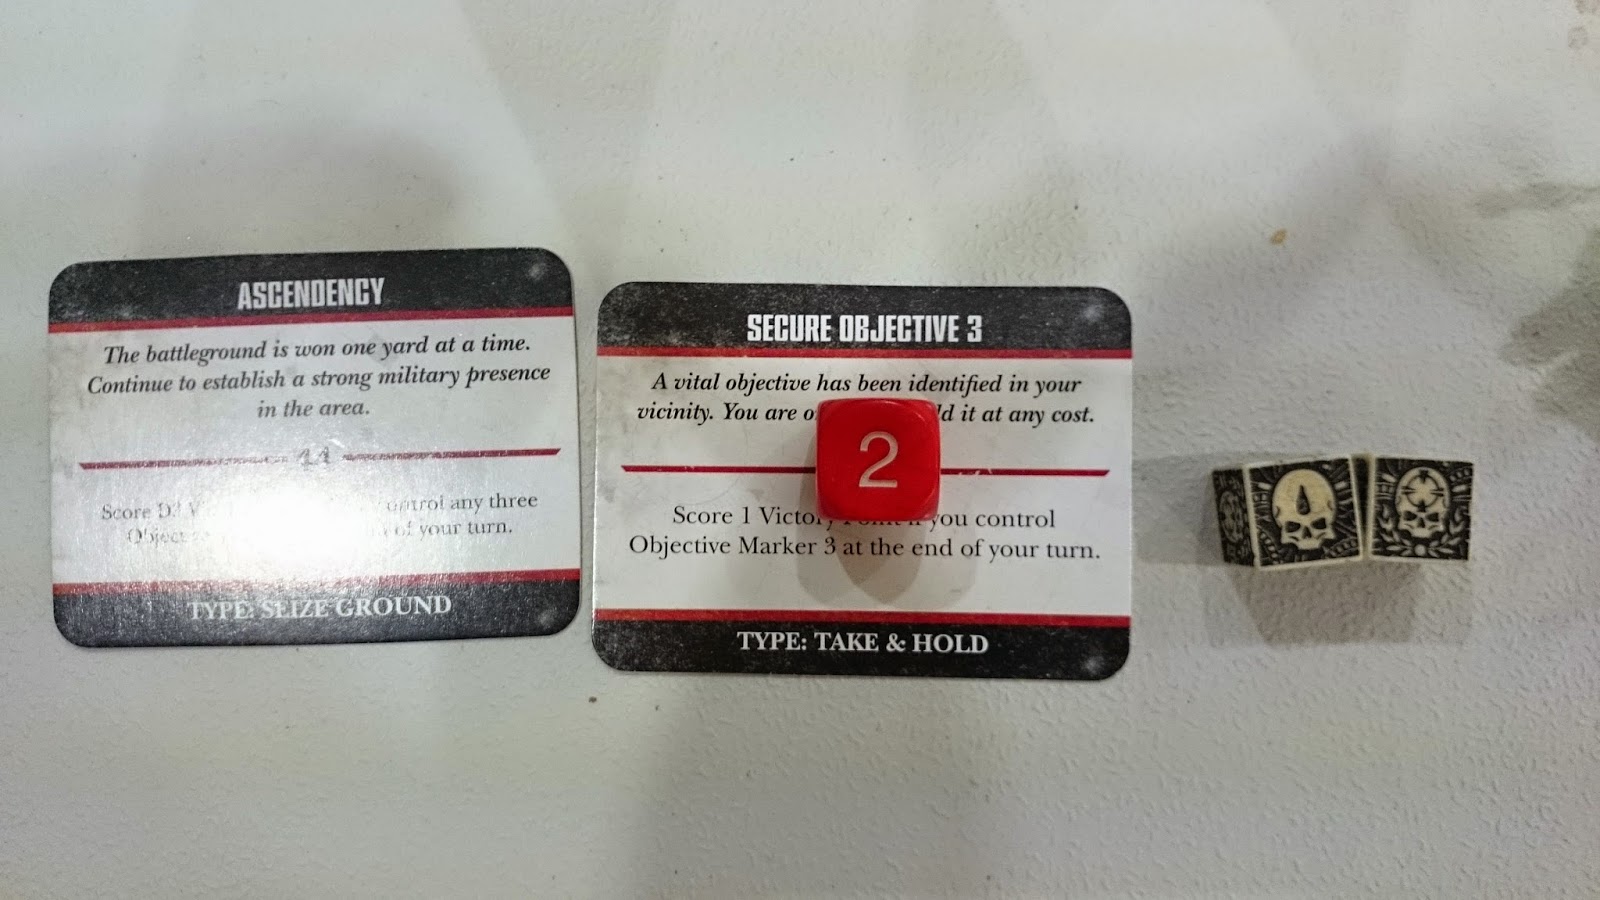 ASCENDENCY
The battleground is won one yard at a time.
Continue to establish a strong military presence
in the area.
44
Score any three
of your turn.
TYPE: SEIZE GROUND
SECURE OBJECTIVE 3
A vital objective has been identified in your
vicinity. You are it at any cost.
2
Score 1 Victory you control
Objective Marker 3 at the end of your turn.
TYPE: TAKE & HOLD